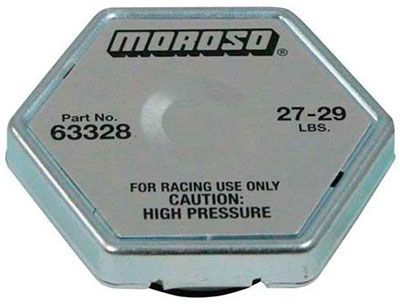 MOROSO®
Part No.
63328
27-29
LBS.
FOR RACING USE ONLY
CAUTION:
HIGH PRESSURE